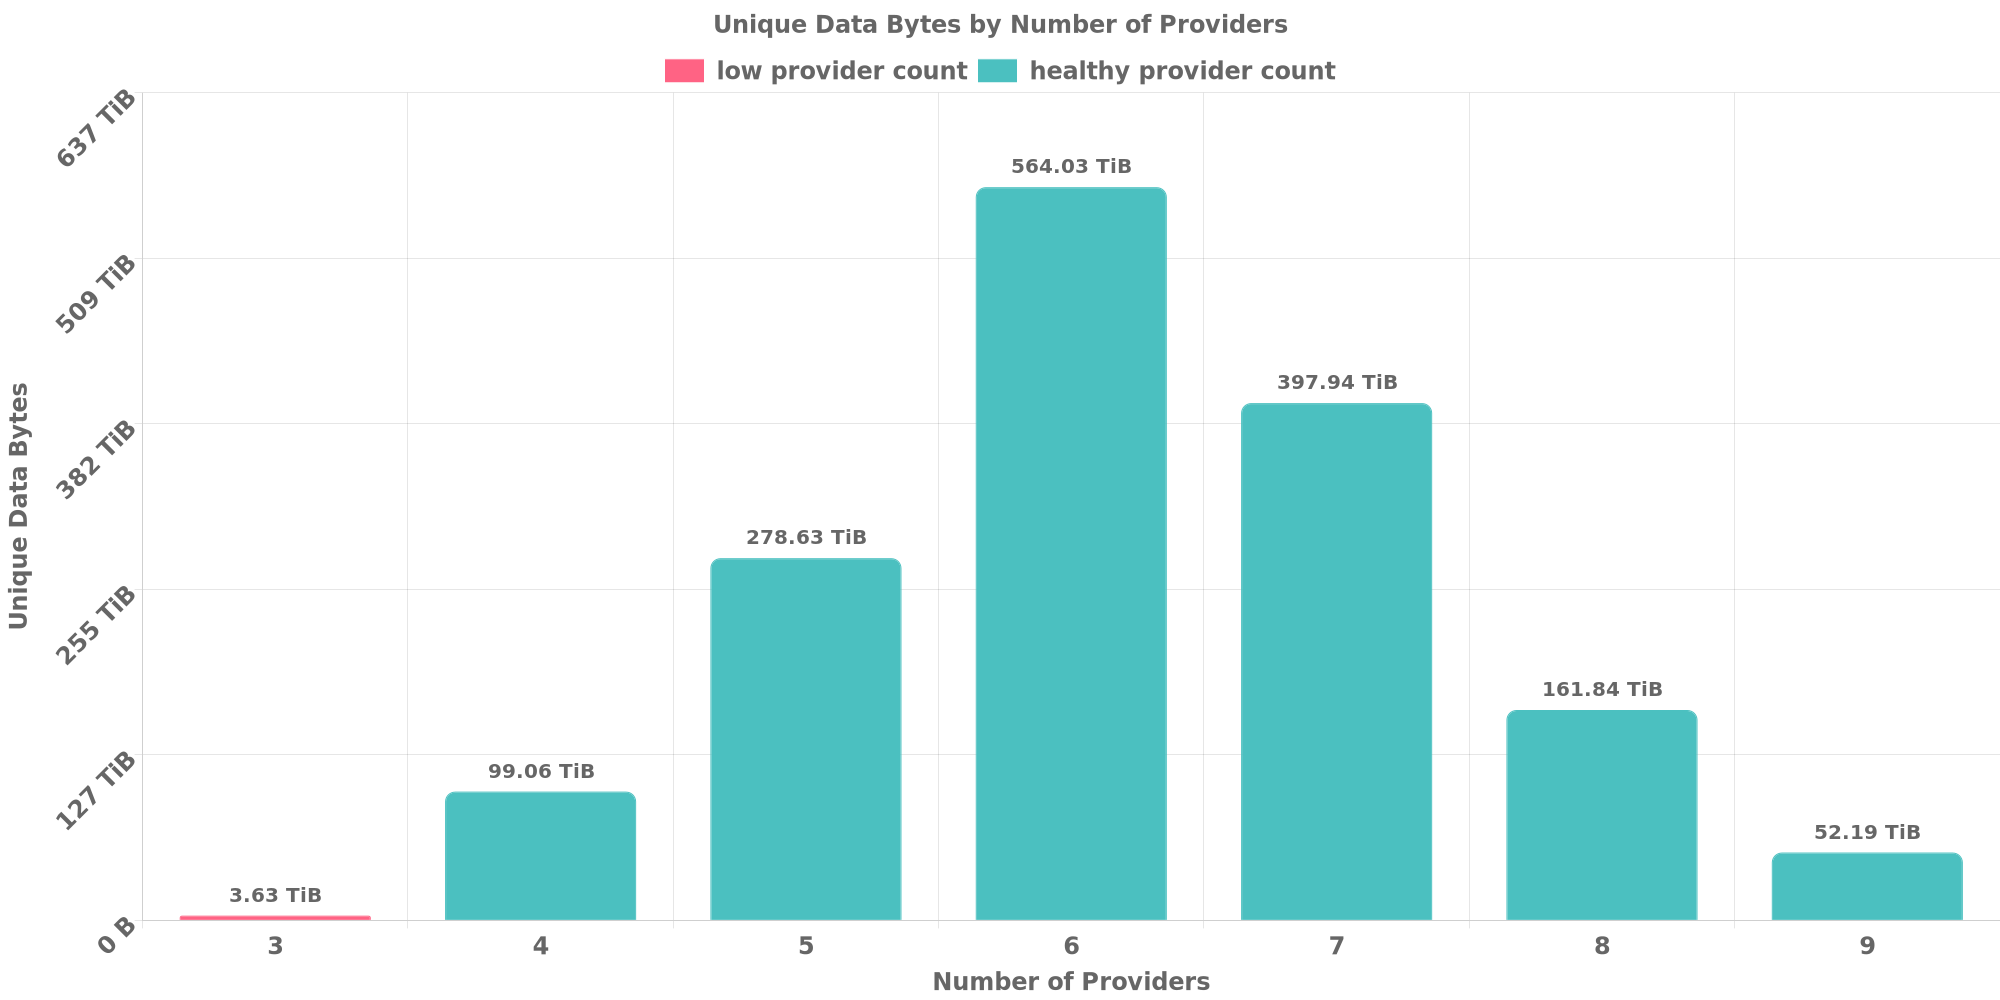 Unique Data Bytes by Number of Providers
low provider count healthy provider count
637 TiB
509 TiB
382 TiB
255 TiB
127 TiB
0 B
Unique Data Bytes
3.63 TiB
99.06 TiB
278.63 TiB
564.03 TiB
397.94 TiB
161.84 TiB
52.19 TiB
3 4 5 6 7 8 9
Number of Providers